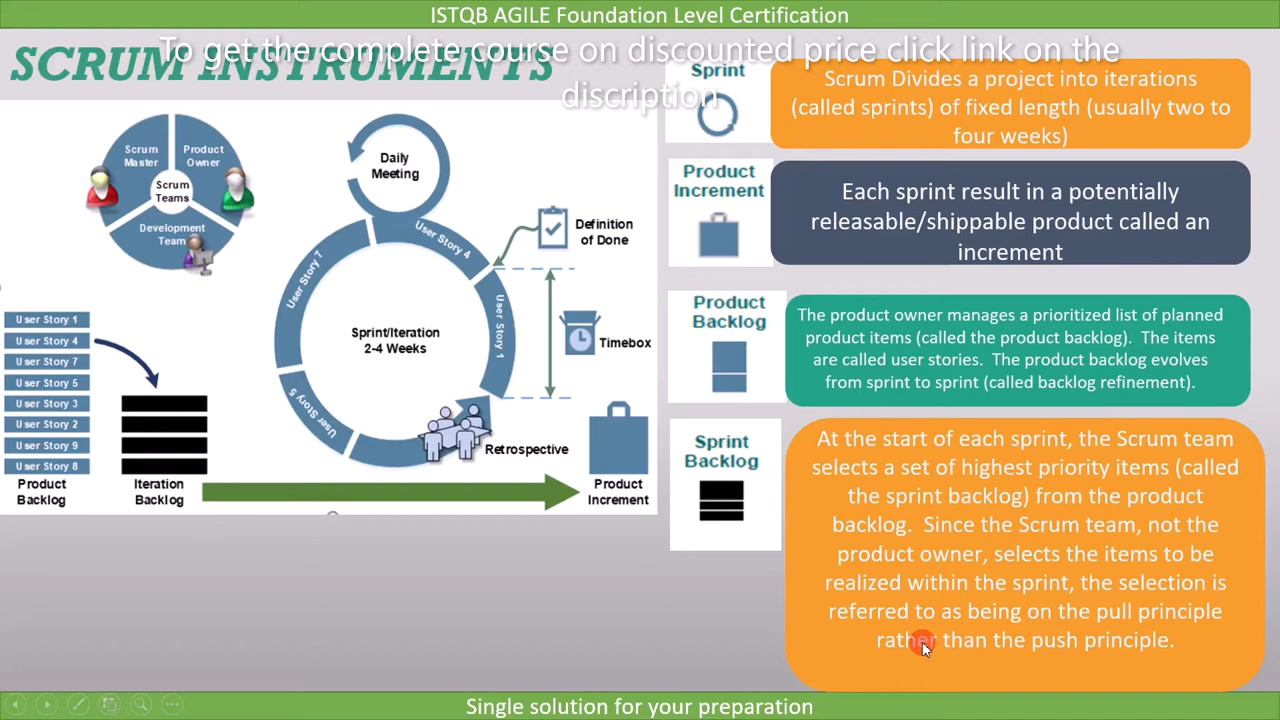 ISTQB AGILE Foundation Level Certification
SCRUM INSTRUMENTS
To get the complete course on discounted price click link on the
discription
Scrum
Master
Product
Owner
Scrum
Teams
Development
Team
Daily
Meeting
Definition
of Done
User Story 4
User Story 7
User Story 1
User Story 5
Sprint/Iteration
2-4 Weeks
Timebox
Retrospective
User Story 1
User Story 4
User Story 7
User Story 5
User Story 3
User Story 2
User Story 9
User Story 8
Product
Backlog
Iteration
Backlog
Product
Increment
Sprint
Scrum Divides a project into iterations
(called sprints) of fixed length (usually two to
four weeks)
Product
Increment
Each sprint result in a potentially
releasable/shippable product called an
increment
Product
Backlog
The product owner manages a prioritized list of planned
product items (called the product backlog). The items
are called user stories. The product backlog evolves
from sprint to sprint (called backlog refinement).
Sprint
Backlog
At the start of each sprint, the Scrum team
selects a set of highest priority items (called
the sprint backlog) from the product
backlog. Since the Scrum team, not the
product owner, selects the items to be
realized within the sprint, the selection is
referred to as being on the pull principle
rather than the push principle.
Single solution for your preparation